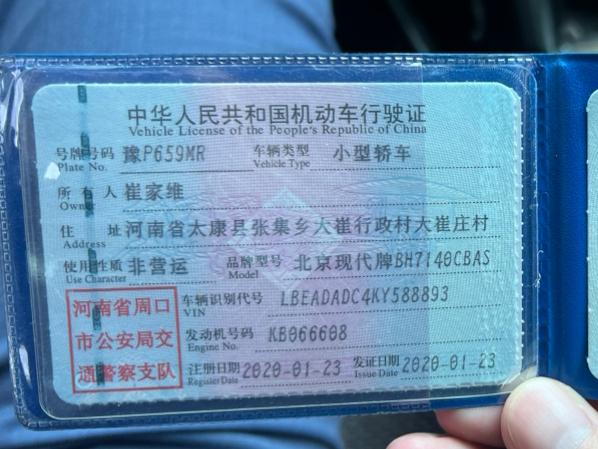 中华人民共和国机动车行驶证
Vehicle License of the People's Republic of China
号牌号码 豫P659MR 车辆类型 小型轿车
Plate No. Vehicle Type
所有人 崔家维
Owner
住址 河南省太康县张集乡大崔行政村大崔庄村
Address
使用性质 非营运 品牌型号 北京现代牌BH7140CBAS
Use Character Model
河南省周口
市公安局交
通警察支队
车辆识别代号 LBEADADC4KY588893
VIN
发动机号码 KB066608
Engine No.
注册日期 2020-01-23 发证日期 2020-01-23
Register Date Issue Date